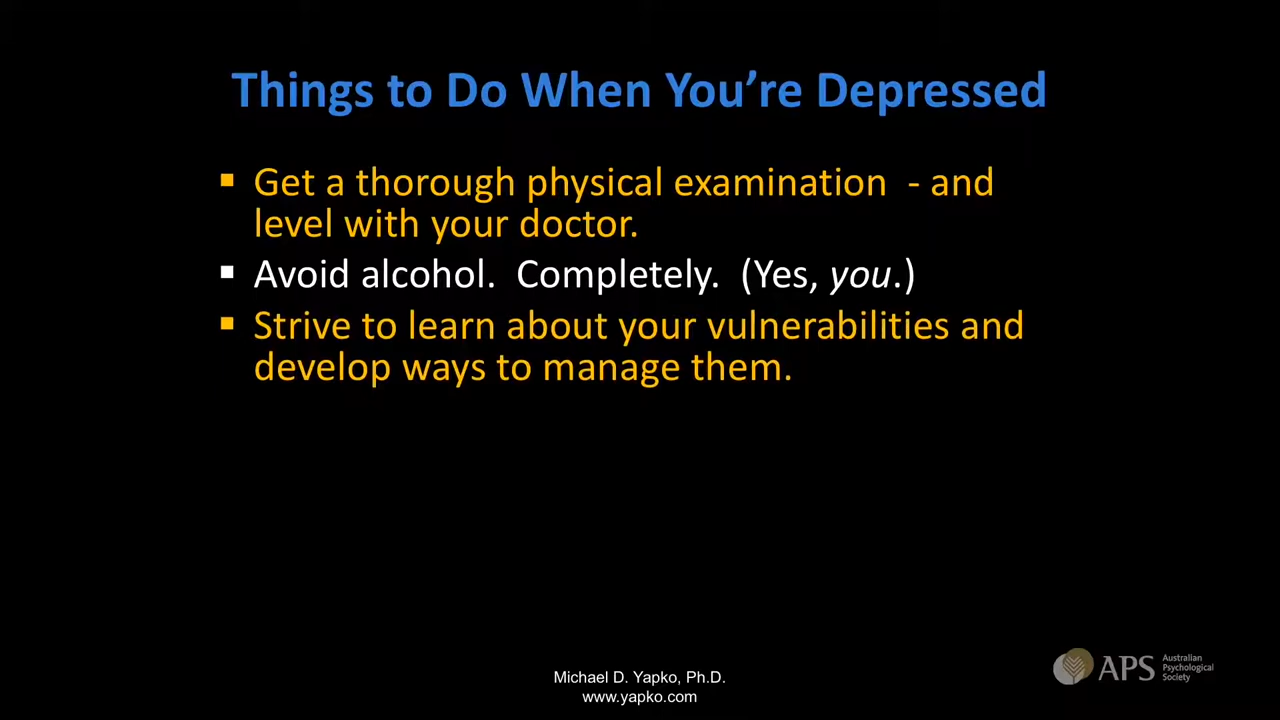 Things to Do When You're Depressed
▪ Get a thorough physical examination - and
level with your doctor.
▪ Avoid alcohol. Completely. (Yes, you.)
▪ Strive to learn about your vulnerabilities and
develop ways to manage them.
Michael D. Yapko, Ph.D.
www.yapko.com
APS
Australian
Psychological
Society